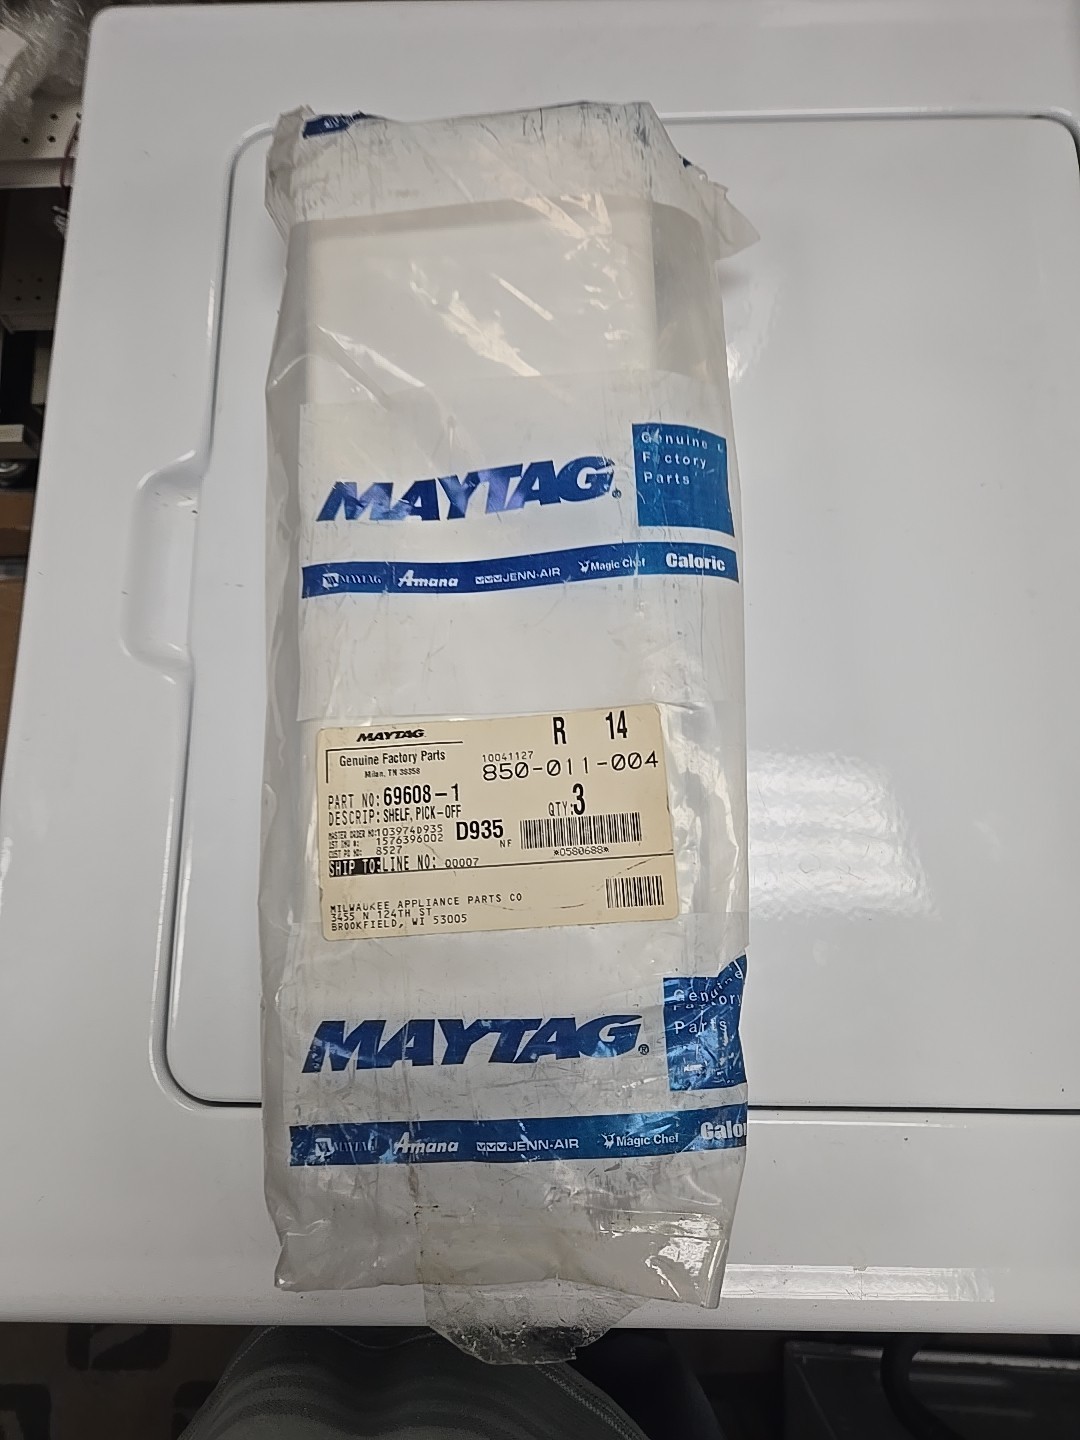 Genuine
Factory
Parts
MAYTAG®
MAYTAG Amana JENN-AIR Magic Chef Caloric
MAYTAG
R 14
Genuine Factory Parts
Milan, TN 38358
10041127
850-011-004
PART NO: 69608-1
DESCRIP: SHELF, PICK-OFF
QTY: 3
MASTER ORDER NO: 1039740935
1576396002
D935
NF
CUST PO NO: 8527
*0580688*
SHIP TO: LINE NO: 00007
MILWAUKEE APPLIANCE PARTS CO
3455 N 124TH ST
BROOKFIELD, WI 53005
Genuine
Factory
Parts
MAYTAG®
MAYTAG Amana JENN-AIR Magic Chef Calor